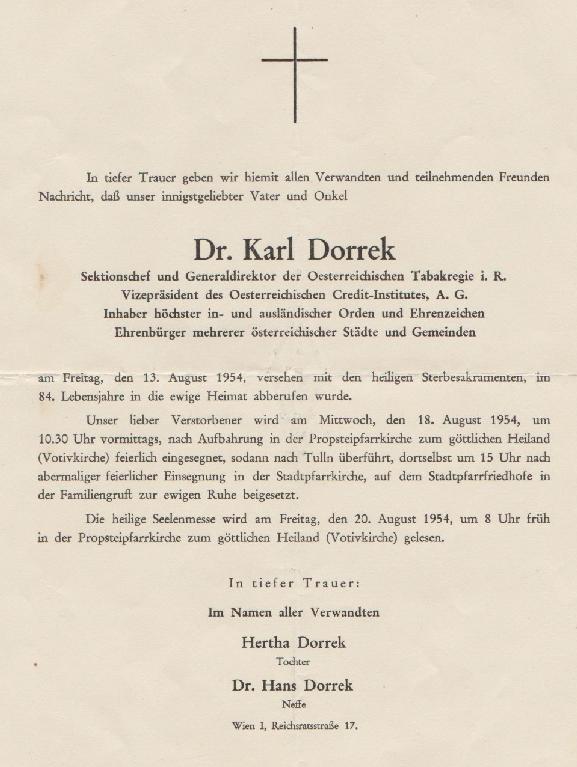 In tiefer Trauer geben wir hiemit allen Verwandten und teilnehmenden Freunden
Nachricht, daß unser innigstgeliebter Vater und Onkel
Dr. Karl Dorrek
Sektionschef und Generaldirektor der Oesterreichischen Tabakregie i. R.
Vizepräsident des Oesterreichischen Credit-Institutes, A. G.
Inhaber höchster in- und ausländischer Orden und Ehrenzeichen
Ehrenbürger mehrerer österreichischer Städte und Gemeinden
am Freitag, den 13. August 1954, versehen mit den heiligen Sterbesakramenten, im
84. Lebensjahre in die ewige Heimat abberufen wurde.
Unser lieber Verstorbener wird am Mittwoch, den 18. August 1954, um
10.30 Uhr vormittags, nach Aufbahrung in der Propsteipfarrkirche zum göttlichen Heiland
(Votivkirche) feierlich eingesegnet, sodann nach Tulln überführt, dortselbst um 15 Uhr nach
abermaliger feierlicher Einsegnung in der Stadtpfarrkirche, auf dem Stadtpfarrfriedhofe in
der Familiengruft zur ewigen Ruhe beigesetzt.
Die heilige Seelenmesse wird am Freitag, den 20. August 1954, um 8 Uhr früh
in der Propsteipfarrkirche zum göttlichen Heiland (Votivkirche) gelesen.
In tiefer Trauer:
Im Namen aller Verwandten
Hertha Dorrek
Tochter
Dr. Hans Dorrek
Neffe
Wien I, Reichsratsstraße 17.